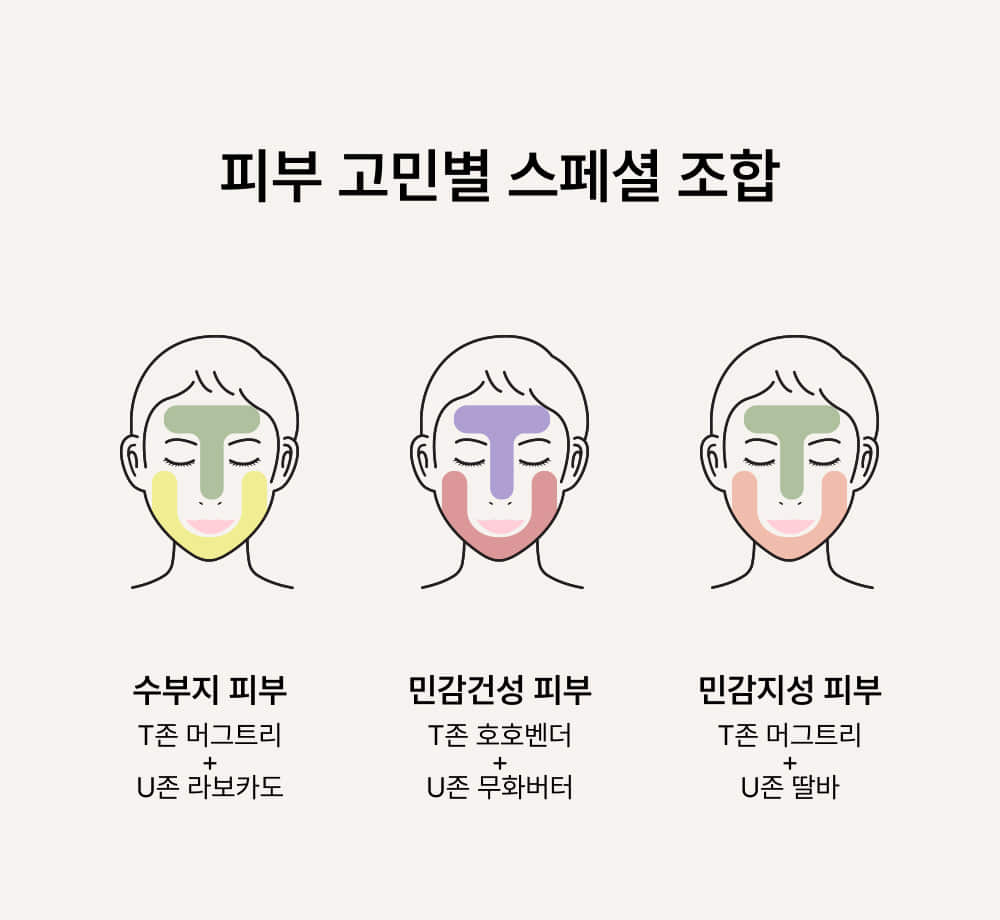 피부 고민별 스페셜 조합
수부지 피부
T존 머그트리
+
U존 라보카도
민감건성 피부
T존 호호벤더
+
U존 무화버터
민감지성 피부
T존 머그트리
+
U존 딸바